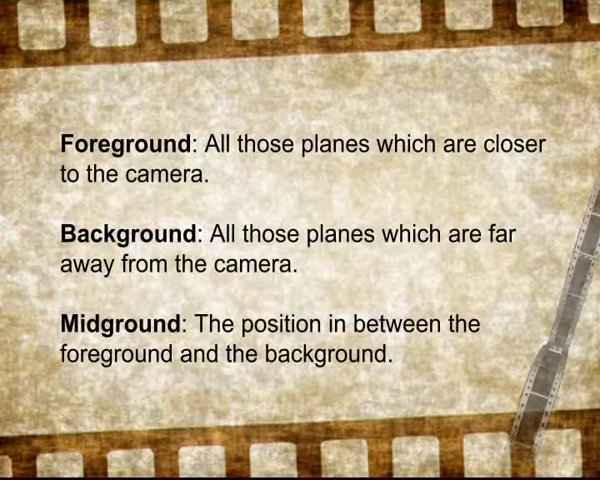 Foreground: All those planes which are closer
to the camera.
Background: All those planes which are far
away from the camera.
Midground: The position in between the
foreground and the background.